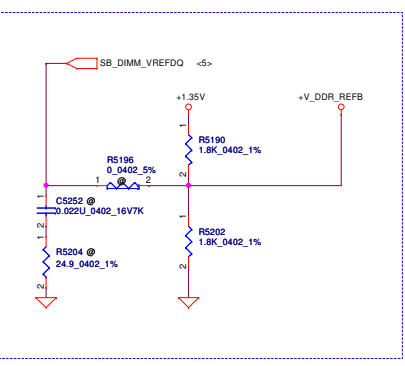 SB_DIMM_VREFDQ <5>
+1.35V
+V_DDR_REFB
1
R5190
1.8K_0402_1%
2
R5196
0_0402_5%
1 @ 2
1
C5252 @
0.022U_0402_16V7K
2
1
R5204 @
24.9_0402_1%
2
1
R5202
1.8K_0402_1%
2